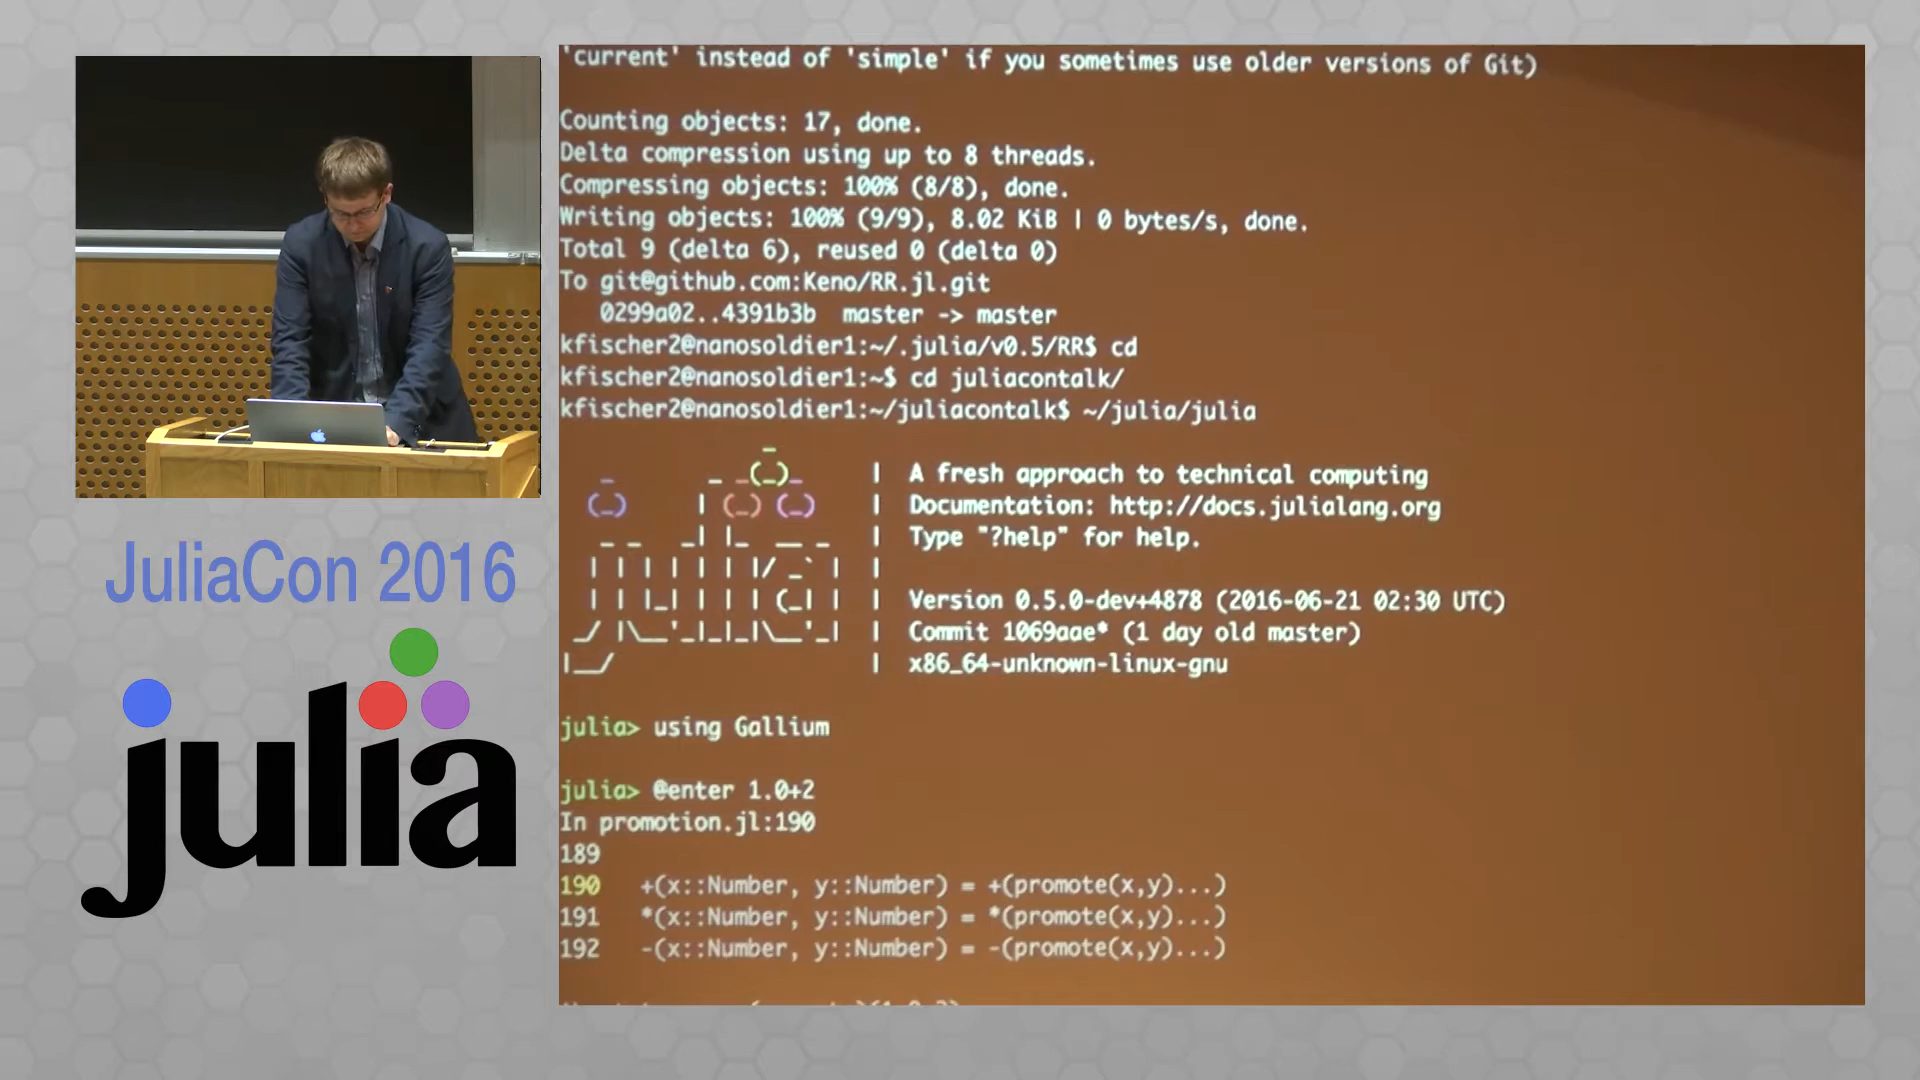 'current' instead of 'simple' if you sometimes use older versions of Git)
Counting objects: 17, done.
Delta compression using up to 8 threads.
Compressing objects: 100% (8/8), done.
Writing objects: 100% (9/9), 8.02 KiB | 0 bytes/s, done.
Total 9 (delta 6), reused 0 (delta 0)
To git@github.com:Keno/RR.jl.git
0299a02..4391b3b master -> master
kfischer2@nanosoldier1:~/.julia/v0.5/RR$ cd
kfischer2@nanosoldier1:~$ cd juliacontalk/
kfischer2@nanosoldier1:~/juliacontalk$ ~/julia/julia
A fresh approach to technical computing
Documentation: http://docs.julialang.org
Type "?help" for help.
Version 0.5.0-dev+4878 (2016-06-21 02:30 UTC)
Commit 1069aae* (1 day old master)
x86_64-unknown-linux-gnu
julia> using Gallium
julia> @enter 1.0+2
In promotion.jl:190
189
190 +(x::Number, y::Number) = +(promote(x,y)...)
191 *(x::Number, y::Number) = *(promote(x,y)...)
192 -(x::Number, y::Number) = -(promote(x,y)...)
JuliaCon 2016
julia